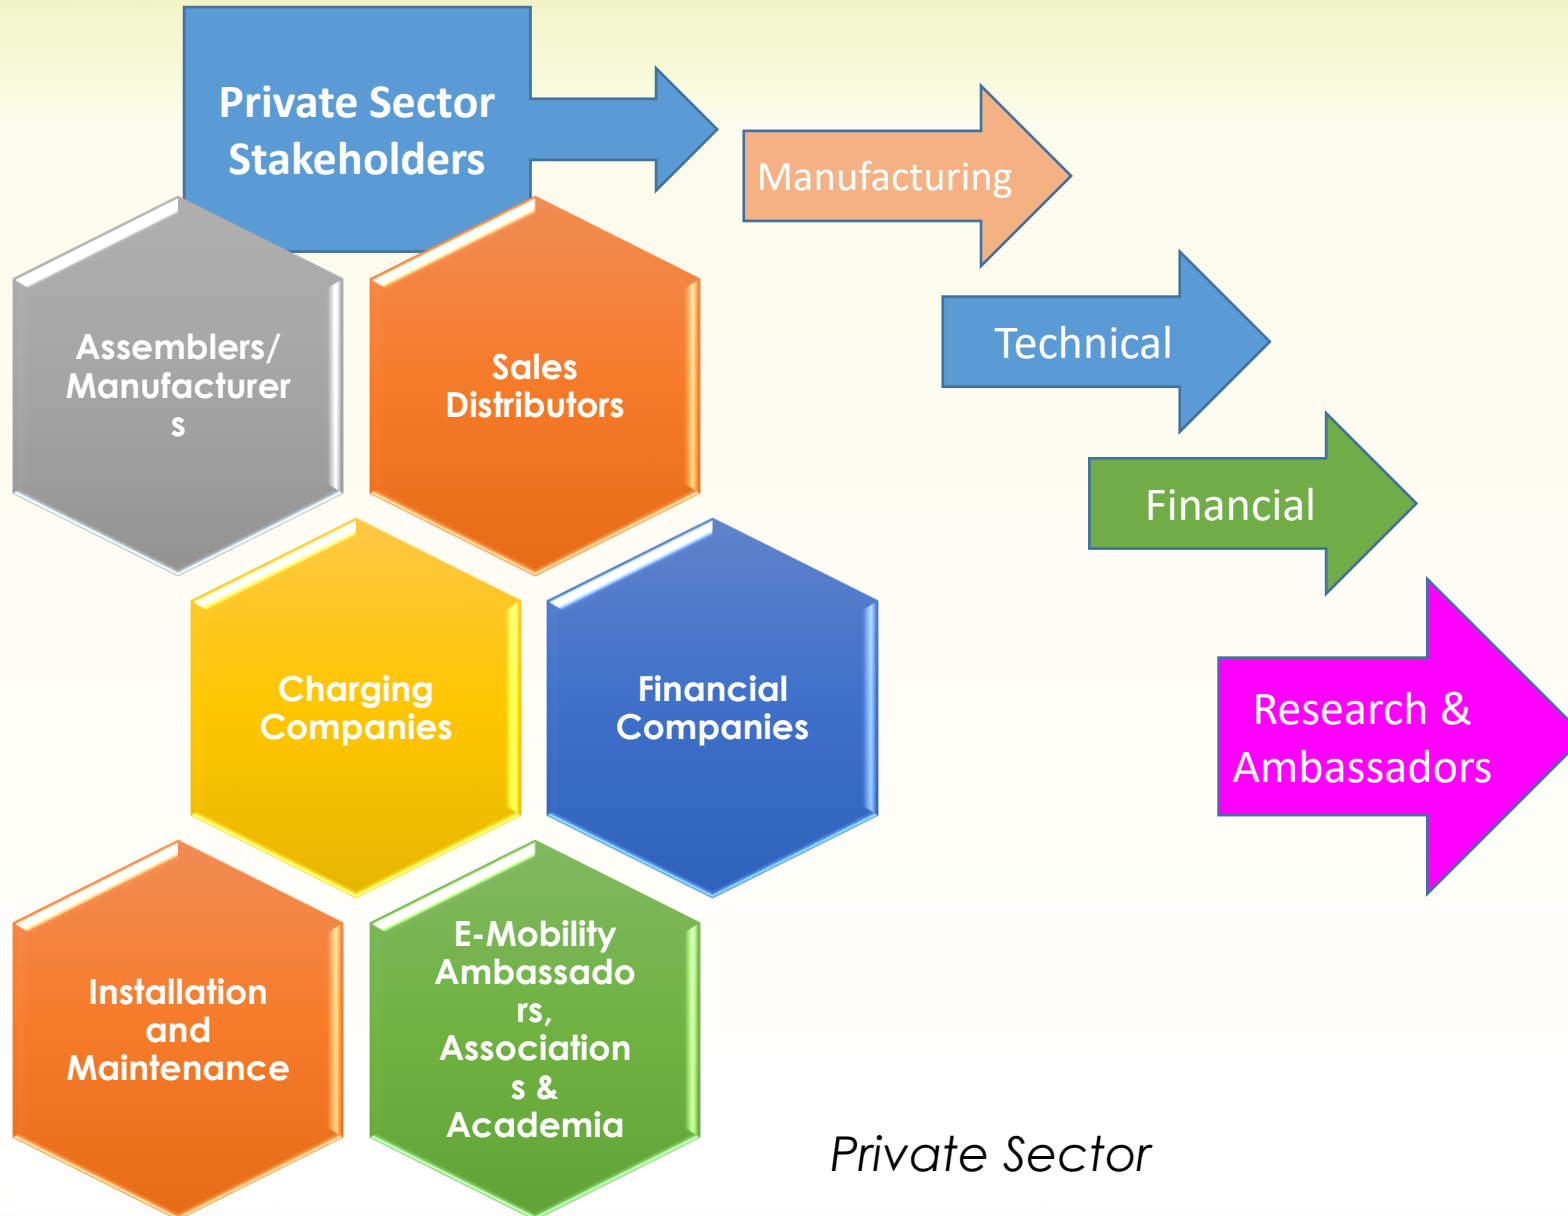 Private Sector
Stakeholders
Manufacturing
Technical
Financial
Research &
Ambassadors
Assemblers/
Manufacturer
s
Sales
Distributors
Charging
Companies
Financial
Companies
Installation
and
Maintenance
E-Mobility
Ambassado
rs,
Association
s &
Academia
Private Sector